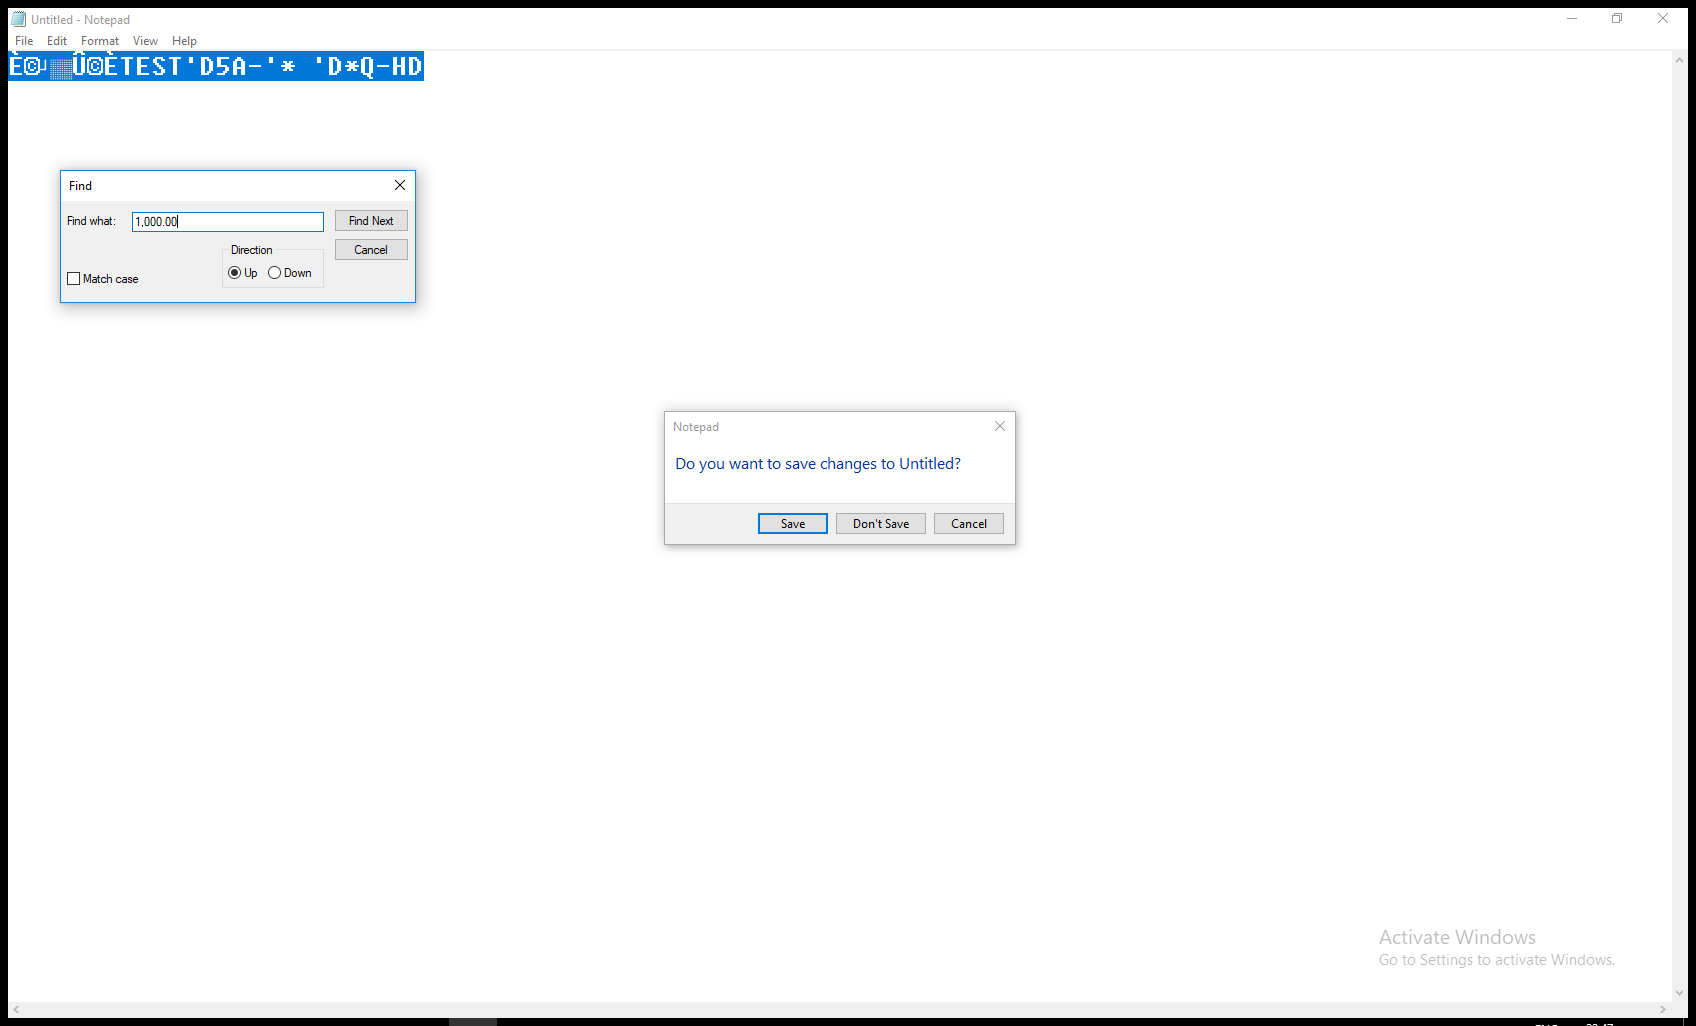 Untitled - Notepad
File Edit Format View Help
TEST'D5A-'* 'D*Q-HD
Find
Find what: 1,000.00 Find Next
Direction Cancel
Up Down
Match case
Notepad
Do you want to save changes to Untitled?
Save Don't Save Cancel
Activate Windows
Go to Settings to activate Windows.